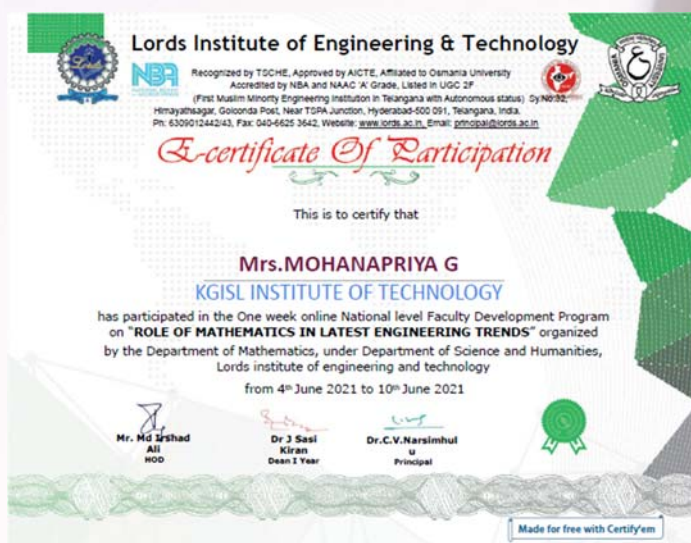 Lords Institute of Engineering & Technology
Lords
NBA
Recognized by TSCHE, Approved by AICTE, Affiliated to Osmania University
Accredited by NBA and NAAC 'A' Grade, Listed in UGC 2F
(First Muslim Minority Engineering Institution in Telangana with Autonomous status) Sy.No.32,
Himayathsagar, Golconda Post, Near TSPA Junction, Hyderabad-500 091, Telangana, India.
Ph: 6309012442/43, Fax: 040-6625 3642, Website: www.lords.ac.in, Email: principal@lords.ac.in
E-certificate Of Participation
This is to certify that
Mrs.MOHANAPRIYA G
KGISL INSTITUTE OF TECHNOLOGY
has participated in the One week online National level Faculty Development Program
on "ROLE OF MATHEMATICS IN LATEST ENGINEERING TRENDS" organized
by the Department of Mathematics, under Department of Science and Humanities,
Lords institute of engineering and technology
from 4th June 2021 to 10th June 2021
Mr. Md Irshad
Ali
HOD
Dr J Sasi
Kiran
Dean I Year
Dr.C.V.Narsimhul
u
Principal
Made for free with Certify'em